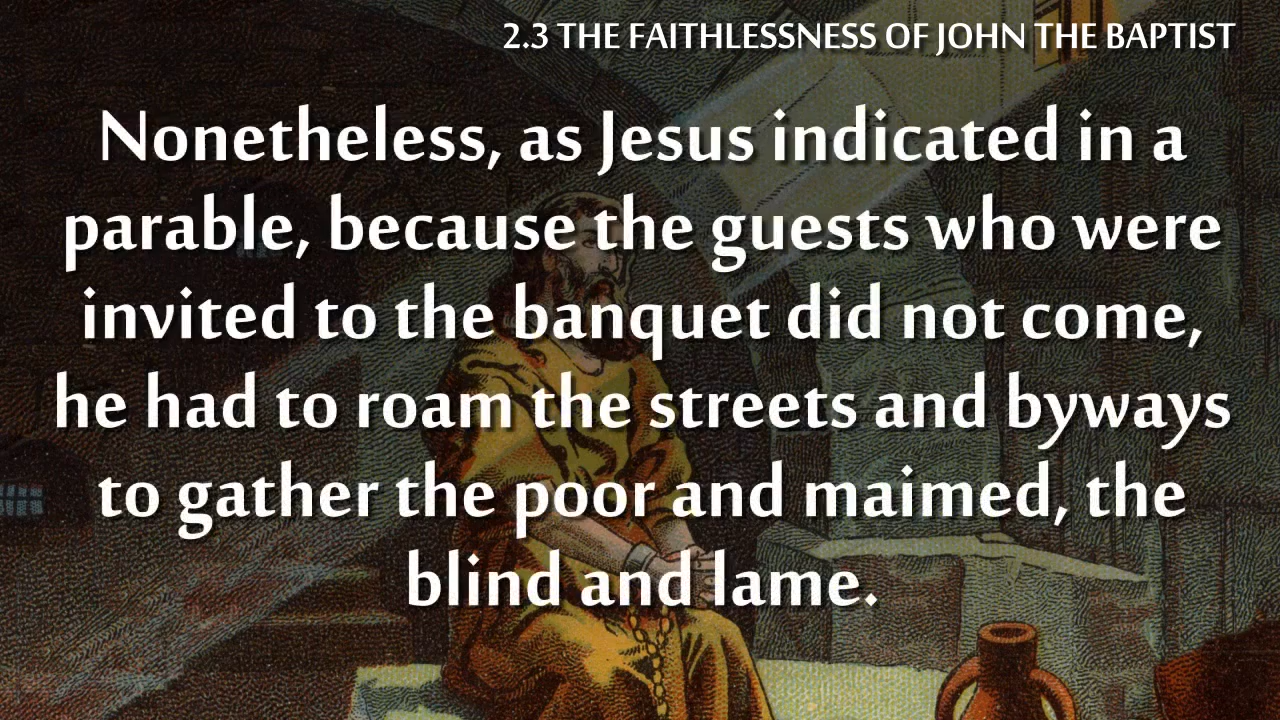 2.3 THE FAITHLESSNESS OF JOHN THE BAPTIST
Nonetheless, as Jesus indicated in a
parable, because the guests who were
invited to the banquet did not come,
he had to roam the streets and byways
to gather the poor and maimed, the
blind and lame.